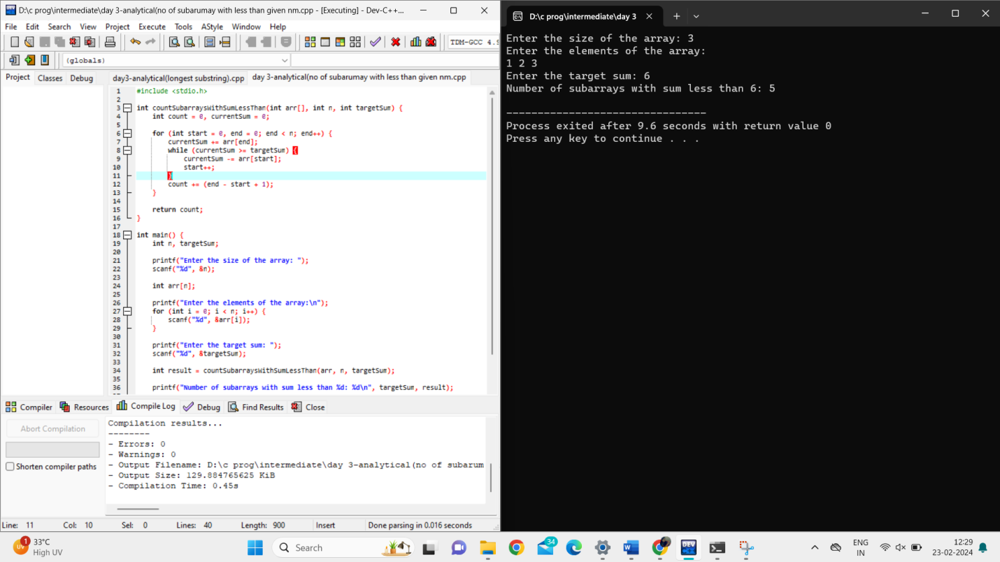 D:\c prog\intermediate\day 3-analytical(no of subarumay with less than given nm.cpp - [Executing] - Dev-C++...
File Edit Search View Project Execute Tools AStyle Window Help
TDM-GCC 4.9
(globals)
Project Classes Debug
day3-analytical(longest substring).cpp day 3-analytical(no of subarumay with less than given nm.cpp
1 #include <stdio.h>
2
3 int countSubarraysWithSumLessThan(int arr[], int n, int targetSum) {
4 int count = 0, currentSum = 0;
5
6 for (int start = 0, end = 0; end < n; end++) {
7 currentSum += arr[end];
8 while (currentSum >= targetSum) {
9 currentSum -= arr[start];
10 start++;
11 }
12 count += (end - start + 1);
13 }
14
15 return count;
16 }
17
18 int main() {
19 int n, targetSum;
20
21 printf("Enter the size of the array: ");
22 scanf("%d", &n);
23
24 int arr[n];
25
26 printf("Enter the elements of the array:\n");
27 for (int i = 0; i < n; i++) {
28 scanf("%d", &arr[i]);
29 }
30
31 printf("Enter the target sum: ");
32 scanf("%d", &targetSum);
33
34 int result = countSubarraysWithSumLessThan(arr, n, targetSum);
35
36 printf("Number of subarrays with sum less than %d: %d\n", targetSum, result);
Compiler Resources Compile Log Debug Find Results Close
Abort Compilation
Shorten compiler paths
Compilation results...
--------
- Errors: 0
- Warnings: 0
- Output Filename: D:\c prog\intermediate\day 3-analytical(no of subarum
- Output Size: 129.884765625 KiB
- Compilation Time: 0.45s
Line: 11 Col: 10 Sel: 0 Lines: 40 Length: 900 Insert Done parsing in 0.016 seconds
D:\c prog\intermediate\day 3
Enter the size of the array: 3
Enter the elements of the array:
1 2 3
Enter the target sum: 6
Number of subarrays with sum less than 6: 5
--------------------------------
Process exited after 9.6 seconds with return value 0
Press any key to continue . . .
UV 1 33°C
High UV
Search
34
DEV
ENG
IN
12:29
23-02-2024